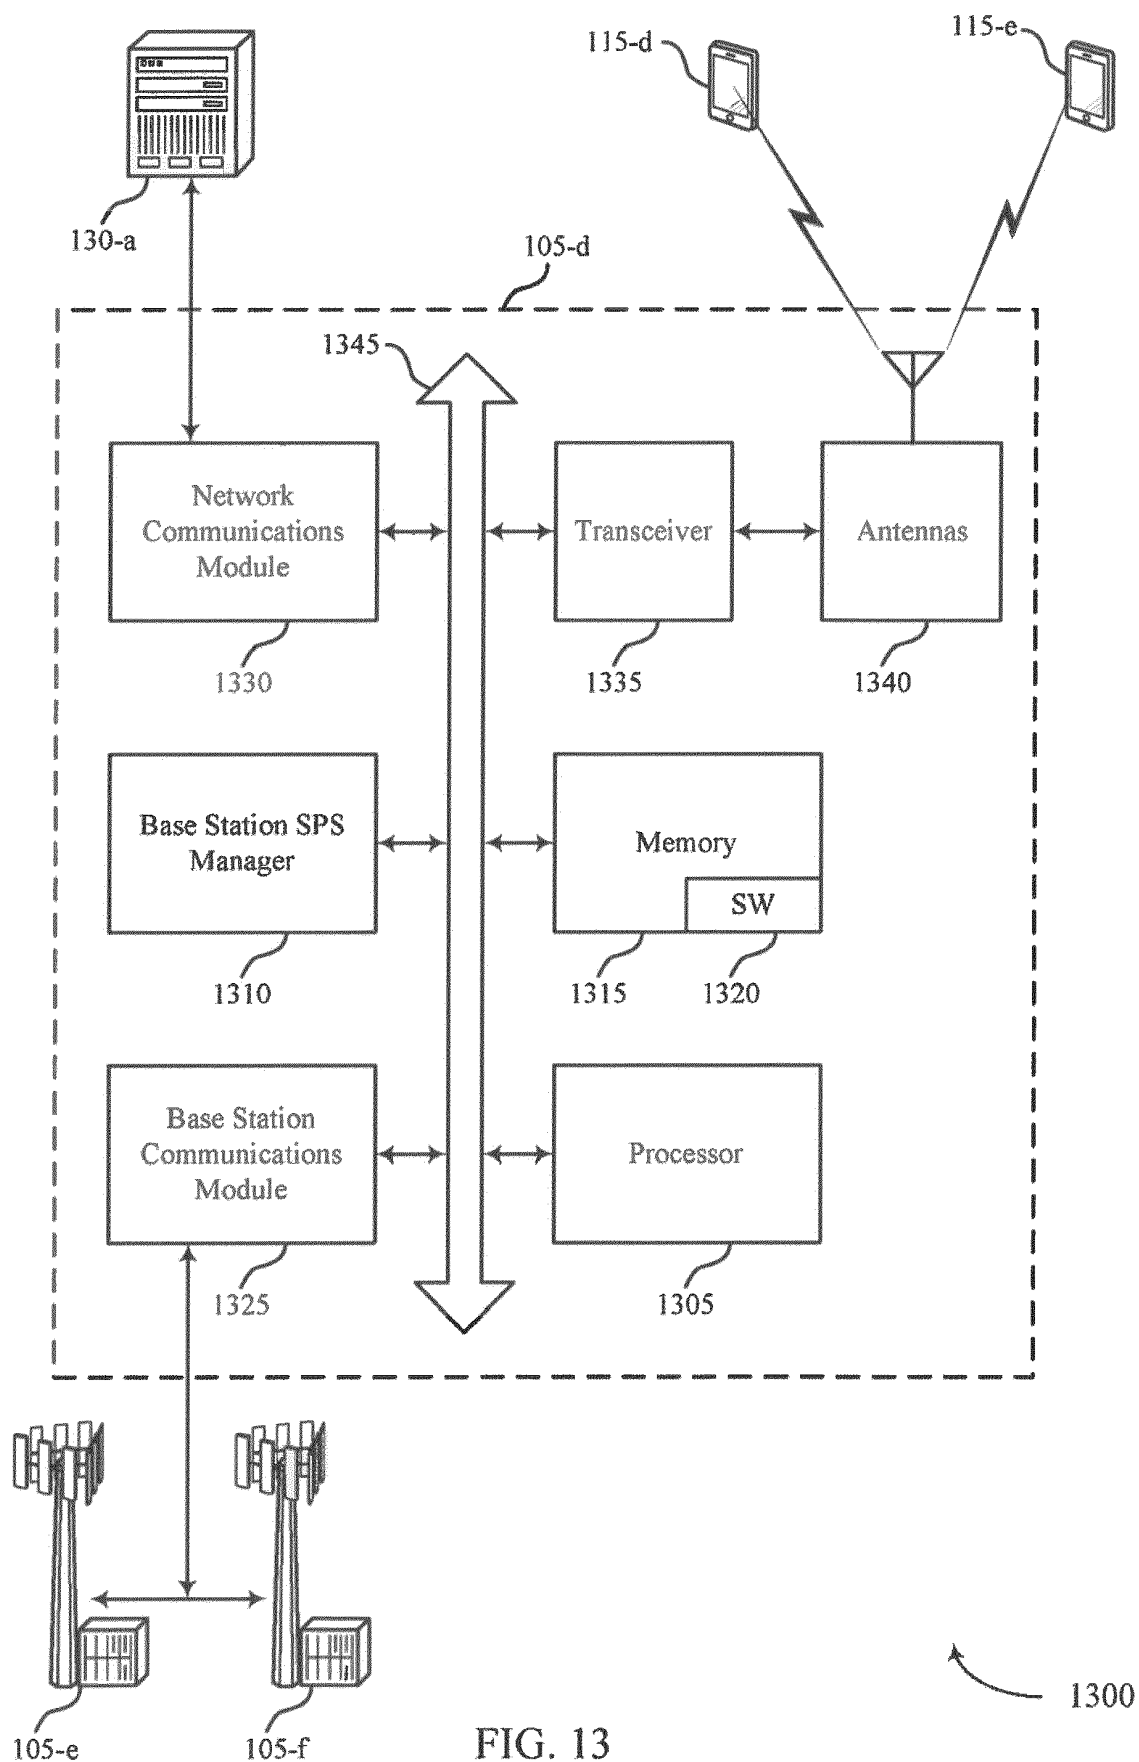 115-d
115-e
130-a
105-d
1345
Network
Communications
Module
Transceiver
Antennas
1330
1335
1340
Base Station SPS
Manager
Memory
SW
1310
1315
1320
Base Station
Communications
Module
Processor
1325
1305
105-e
105-f
1300
FIG. 13